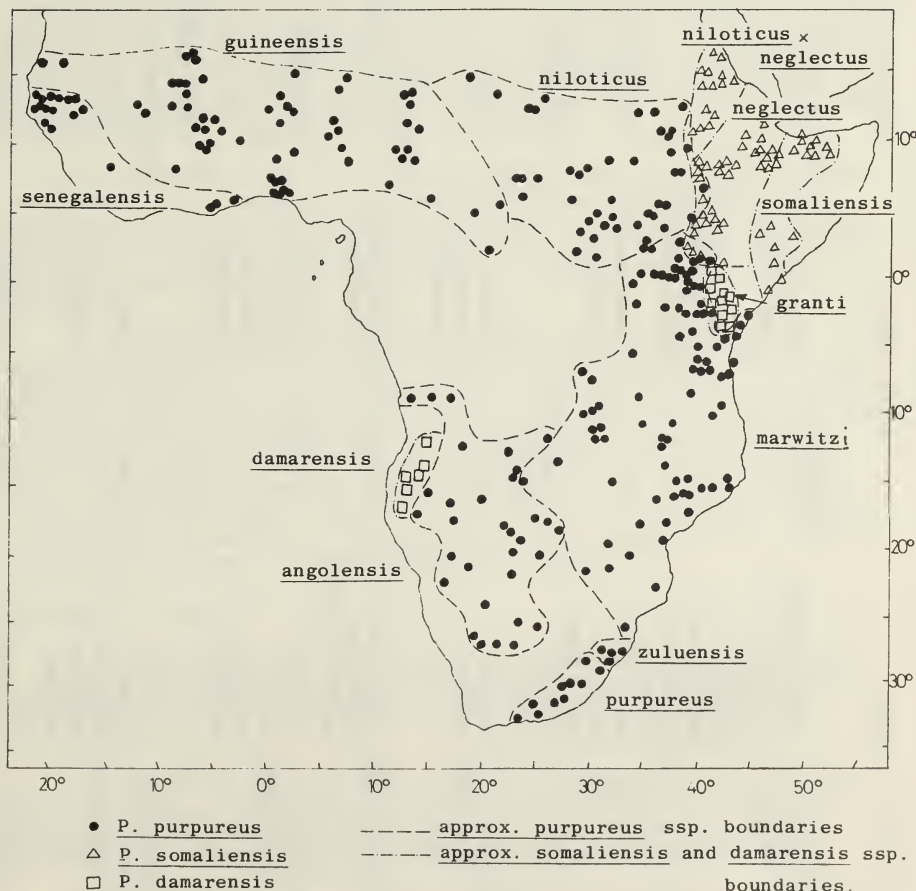 guineensis
niloticus ×
neglectus
niloticus
neglectus
10°
senegalensis
somaliensis
0°
granti
10°
damarensis
marwitzi
20°
angolensis
zuluensis
30°
purpureus
20° 10° 0° 10° 20° 30° 40° 50°
P. purpureus approx. purpureus ssp. boundaries
P. somaliensis approx. somaliensis and damarensis ssp.
P. damarensis boundaries.